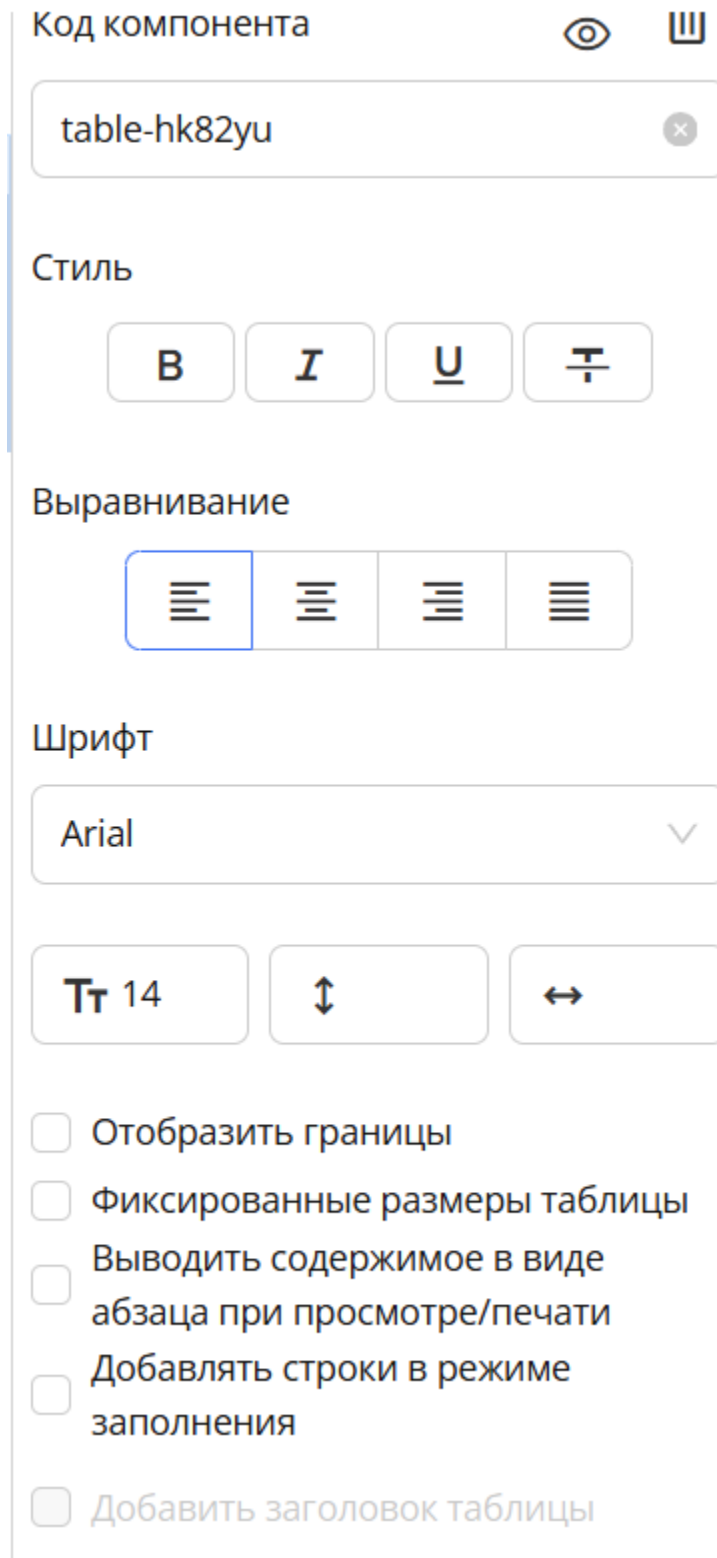 Код компонента
table-hk82yu
Стиль
B I U T
Выравнивание
Шрифт
Arial
Тт 14
Отобразить границы
Фиксированные размеры таблицы
Выводить содержимое в виде
абзаца при просмотре/печати
Добавлять строки в режиме
заполнения
Добавить заголовок таблицы